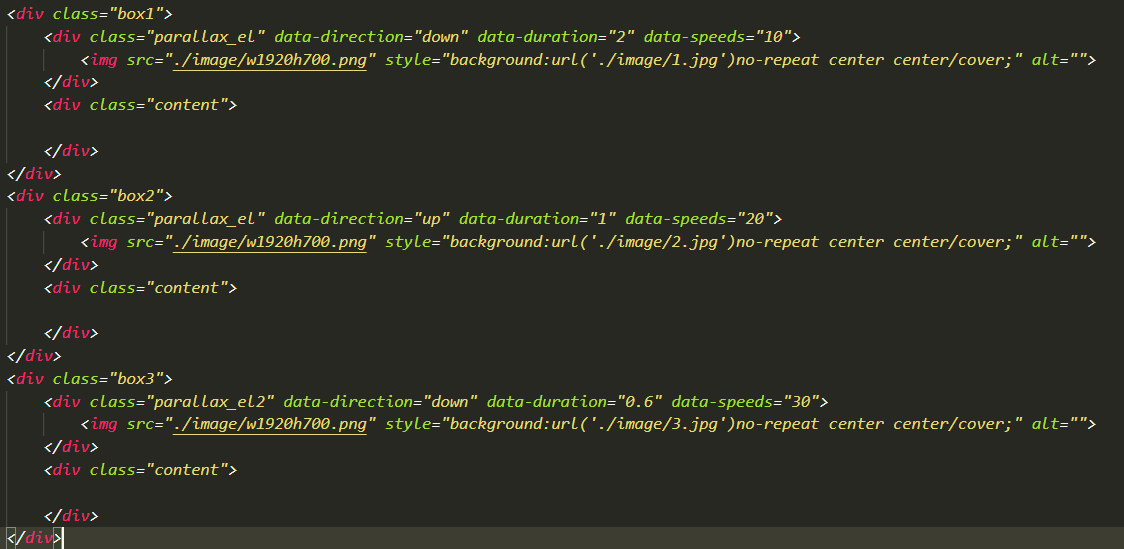 <div class="box1">
<div class="parallax_el" data-direction="down" data-duration="2" data-speeds="10">
<img src="./image/w1920h700.png" style="background:url('./image/1.jpg')no-repeat center center/cover;" alt="">
</div>
<div class="content">
</div>
</div>
<div class="box2">
<div class="parallax_el" data-direction="up" data-duration="1" data-speeds="20">
<img src="./image/w1920h700.png" style="background:url('./image/2.jpg')no-repeat center center/cover;" alt="">
</div>
<div class="content">
</div>
</div>
<div class="box3">
<div class="parallax_el2" data-direction="down" data-duration="0.6" data-speeds="30">
<img src="./image/w1920h700.png" style="background:url('./image/3.jpg')no-repeat center center/cover;" alt="">
</div>
<div class="content">
</div>
</div>